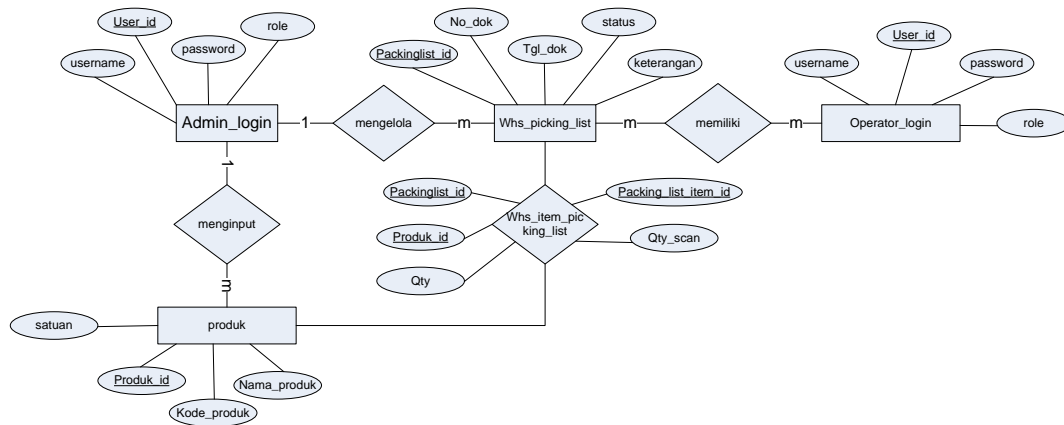 User_id
username
password
role
No_dok
status
Tgl_dok
Packinglist_id
keterangan
User_id
username
password
role
Admin_login
1
mengelola
m
Whs_picking_list
m
memiliki
m
Operator_login
1
menginput
m
Packinglist_id
Packing_list_item_id
Whs_item_pic
king_list
Produk_id
Qty_scan
Qty
satuan
produk
Produk_id
Nama_produk
Kode_produk